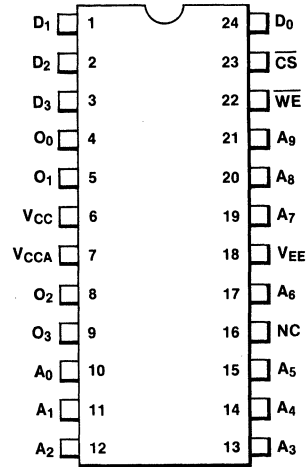 D1 1 24 D0
D2 2 23 C̅S̅
D3 3 22 W̅E̅
O0 4 21 A9
O1 5 20 A8
VCC 6 19 A7
VCCA 7 18 VEE
O2 8 17 A6
O3 9 16 NC
A0 10 15 A5
A1 11 14 A4
A2 12 13 A3